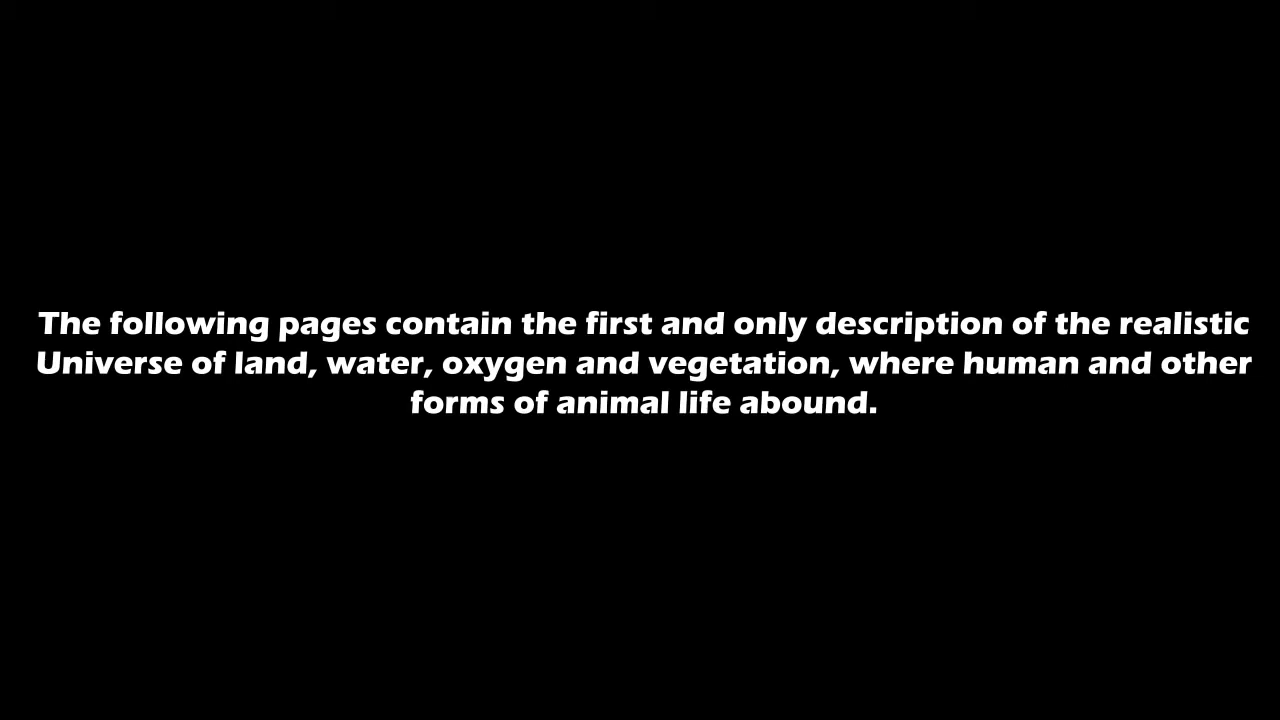 The following pages contain the first and only description of the realistic
Universe of land, water, oxygen and vegetation, where human and other
forms of animal life abound.